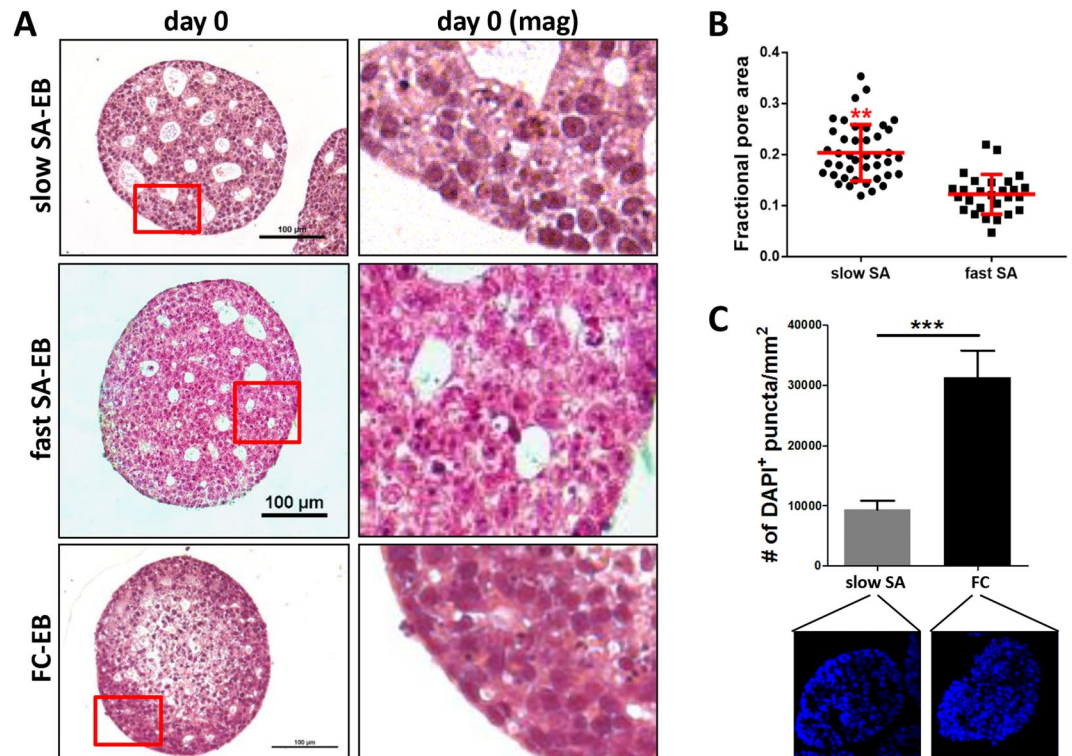 A
day 0
day 0 (mag)
slow SA-EB
100 µm
fast SA-EB
100 µm
FC-EB
100 µm
B
Fractional pore area
0.4
0.3
0.2
0.1
0.0
**
slow SA
fast SA
C
# of DAPI⁺ puncta/mm²
40000
30000
20000
10000
0
***
slow SA
FC